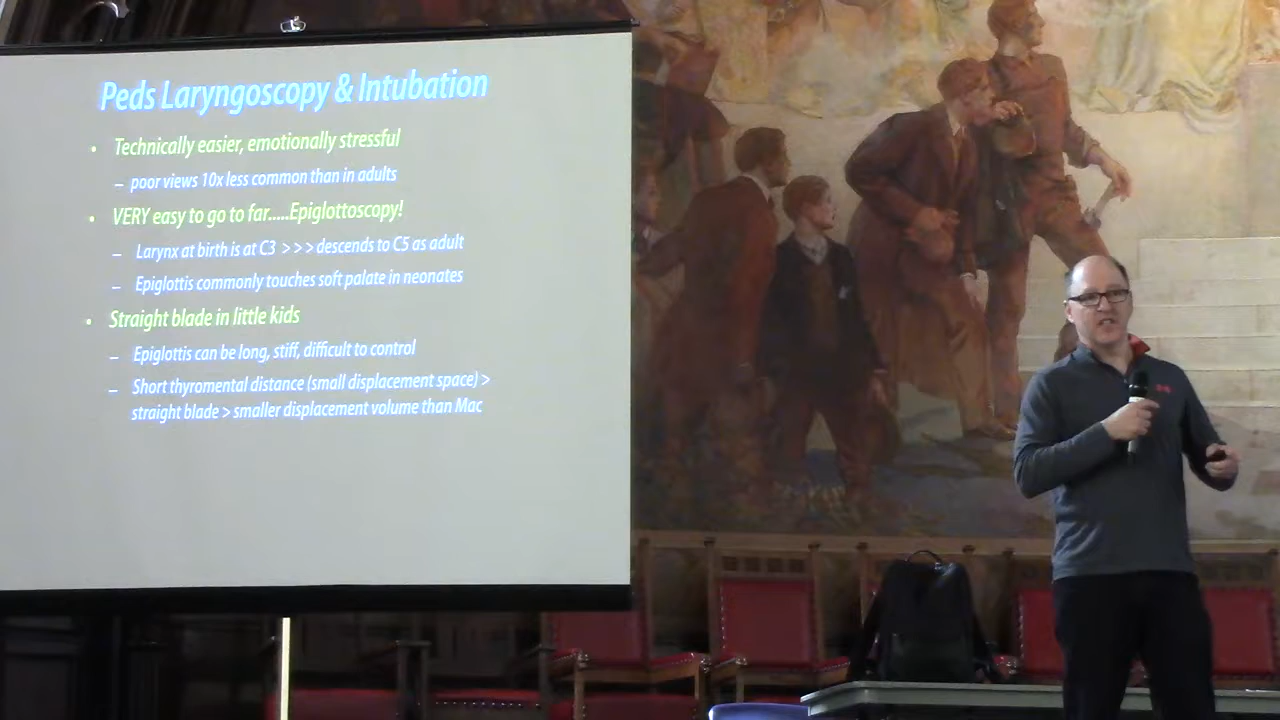 Peds Laryngoscopy & Intubation
• Technically easier, emotionally stressful
– poor views 10x less common than in adults
• VERY easy to go to far.....Epiglottoscopy!
– Larynx at birth is at C3 >>> descends to C5 as adult
– Epiglottis commonly touches soft palate in neonates
• Straight blade in little kids
– Epiglottis can be long, stiff, difficult to control
– Short thyromental distance (small displacement space) >
straight blade > smaller displacement volume than Mac